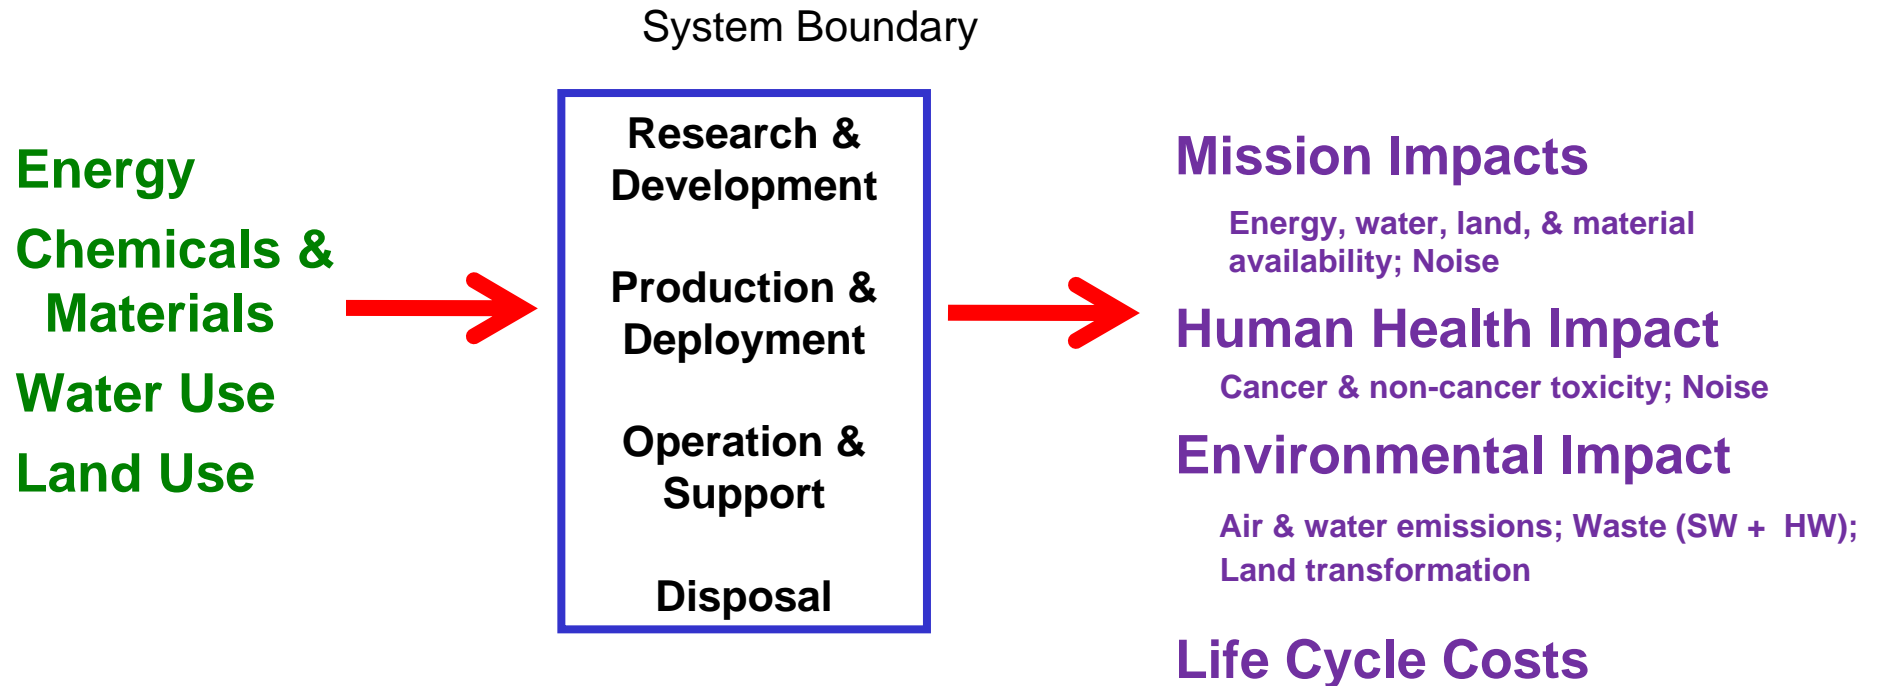 System Boundary
Energy
Chemicals &
Materials
Water Use
Land Use
Research &
Development
Production &
Deployment
Operation &
Support
Disposal
Mission Impacts
Energy, water, land, & material
availability; Noise
Human Health Impact
Cancer & non-cancer toxicity; Noise
Environmental Impact
Air & water emissions; Waste (SW + HW);
Land transformation
Life Cycle Costs